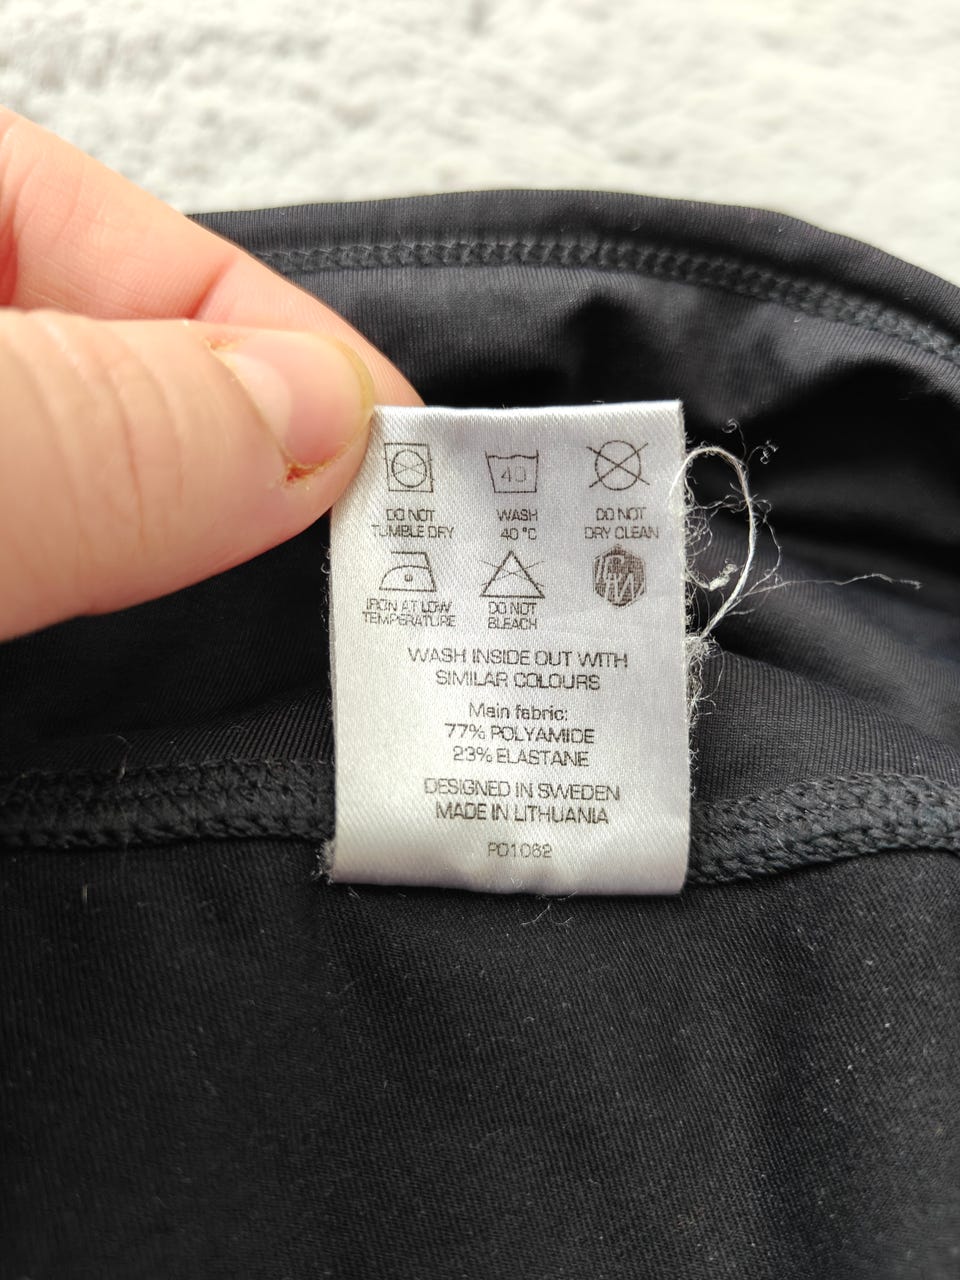 40
DO NOT
TUMBLE DRY
WASH
40°C
DO NOT
DRY CLEAN
IRON AT LOW
TEMPERATURE
DO NOT
BLEACH
WASH INSIDE OUT WITH
SIMILAR COLOURS
Main fabric:
77% POLYAMIDE
23% ELASTANE
DESIGNED IN SWEDEN
MADE IN LITHUANIA
PO1062